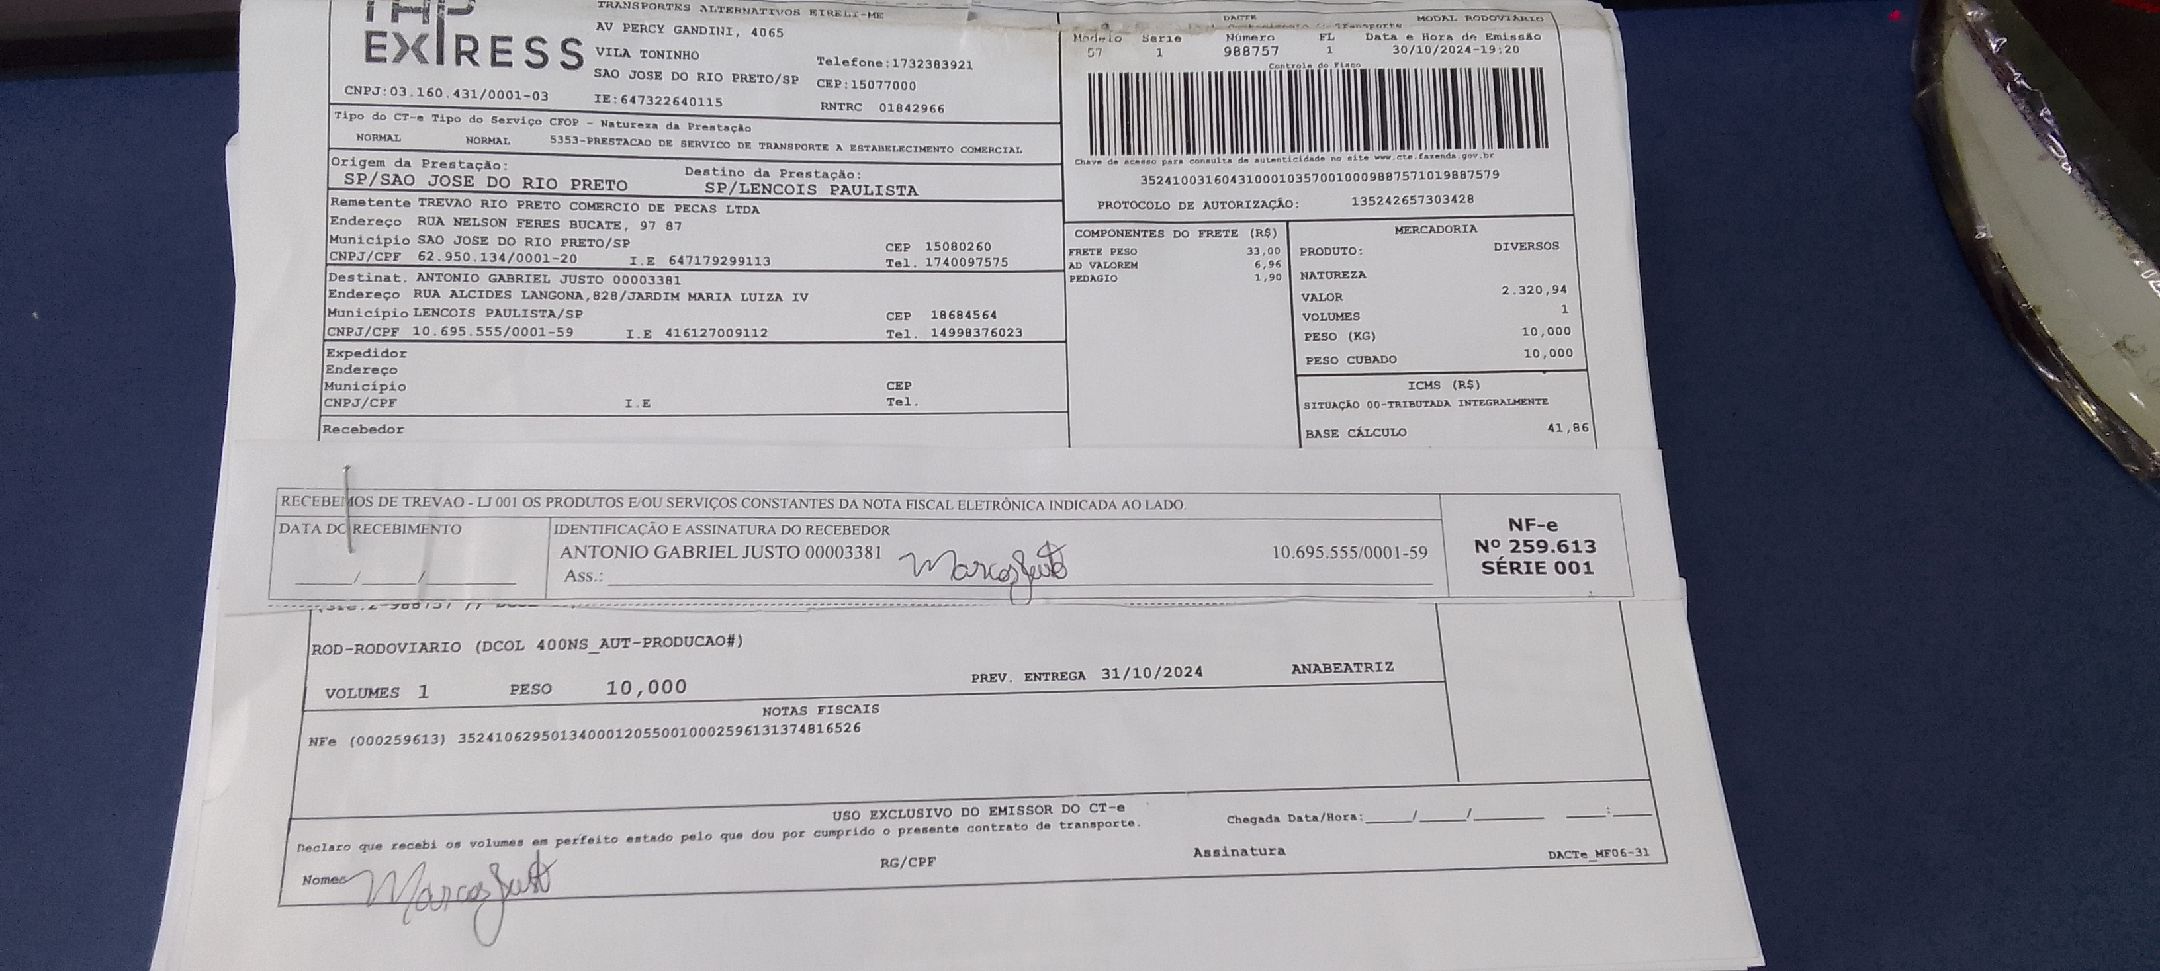 EXPRESS
CNPJ:03.160.431/0001-03
TRANSPORTES ALTERNATIVOS EIRELI-ME
AV PERCY GANDINI, 4065
VILA TONINHO
Telefone:1732383921
SAO JOSE DO RIO PRETO/SP CEP:15077000
IE:647322640115 RNTRC 01842966
DACTE MODAL RODOVIÁRIO
Modelo Serie Número FL Data e Hora de Emissão
57 1 988757 1 30/10/2024-19:20
Controle do Fisco
Chave de acesso para consulta de autenticidade no site www.cte.fazenda.gov.br
35241003160431000103570010009887571019887579
PROTOCOLO DE AUTORIZAÇÃO: 135242657303428
Tipo do CT-e Tipo do Serviço CFOP - Natureza da Prestação
NORMAL NORMAL 5353-PRESTACAO DE SERVICO DE TRANSPORTE A ESTABELECIMENTO COMERCIAL
Origem da Prestação: Destino da Prestação:
SP/SAO JOSE DO RIO PRETO SP/LENCOIS PAULISTA
Remetente TREVAO RIO PRETO COMERCIO DE PECAS LTDA
Endereço RUA NELSON FERES BUCATE, 97 87
Município SAO JOSE DO RIO PRETO/SP CEP 15080260
CNPJ/CPF 62.950.134/0001-20 I.E 647179299113 Tel. 1740097575
Destinat. ANTONIO GABRIEL JUSTO 00003381
Endereço RUA ALCIDES LANGONA,828/JARDIM MARIA LUIZA IV
Município LENCOIS PAULISTA/SP CEP 18684564
CNPJ/CPF 10.695.555/0001-59 I.E 416127009112 Tel. 14998376023
Expedidor
Endereço
Município CEP
CNPJ/CPF I.E Tel.
Recebedor
COMPONENTES DO FRETE (R$)
FRETE PESO 33,00
AD VALOREM 6,96
PEDAGIO 1,90
MERCADORIA
PRODUTO: DIVERSOS
NATUREZA
VALOR 2.320,94
VOLUMES 1
PESO (KG) 10,000
PESO CUBADO 10,000
ICMS (R$)
SITUAÇÃO 00-TRIBUTADA INTEGRALMENTE
BASE CÁLCULO 41,86
RECEBEMOS DE TREVAO - LJ 001 OS PRODUTOS E/OU SERVIÇOS CONSTANTES DA NOTA FISCAL ELETRÔNICA INDICADA AO LADO.
DATA DO RECEBIMENTO IDENTIFICAÇÃO E ASSINATURA DO RECEBEDOR
ANTONIO GABRIEL JUSTO 00003381 Marcos Justo 10.695.555/0001-59
____/____/____ Ass.:
NF-e
Nº 259.613
SÉRIE 001
ROD-RODOVIARIO (DCOL 400NS_AUT-PRODUCAO#)
VOLUMES 1 PESO 10,000 PREV. ENTREGA 31/10/2024 ANABEATRIZ
NOTAS FISCAIS
NFe (000259613) 35241062950134000120550010002596131374816526
USO EXCLUSIVO DO EMISSOR DO CT-e
Declaro que recebi os volumes em perfeito estado pelo que dou por cumprido o presente contrato de transporte. Chegada Data/Hora:____/____/____ __:__
Nome: Marcos Justo RG/CPF Assinatura DACTe_MF06-31